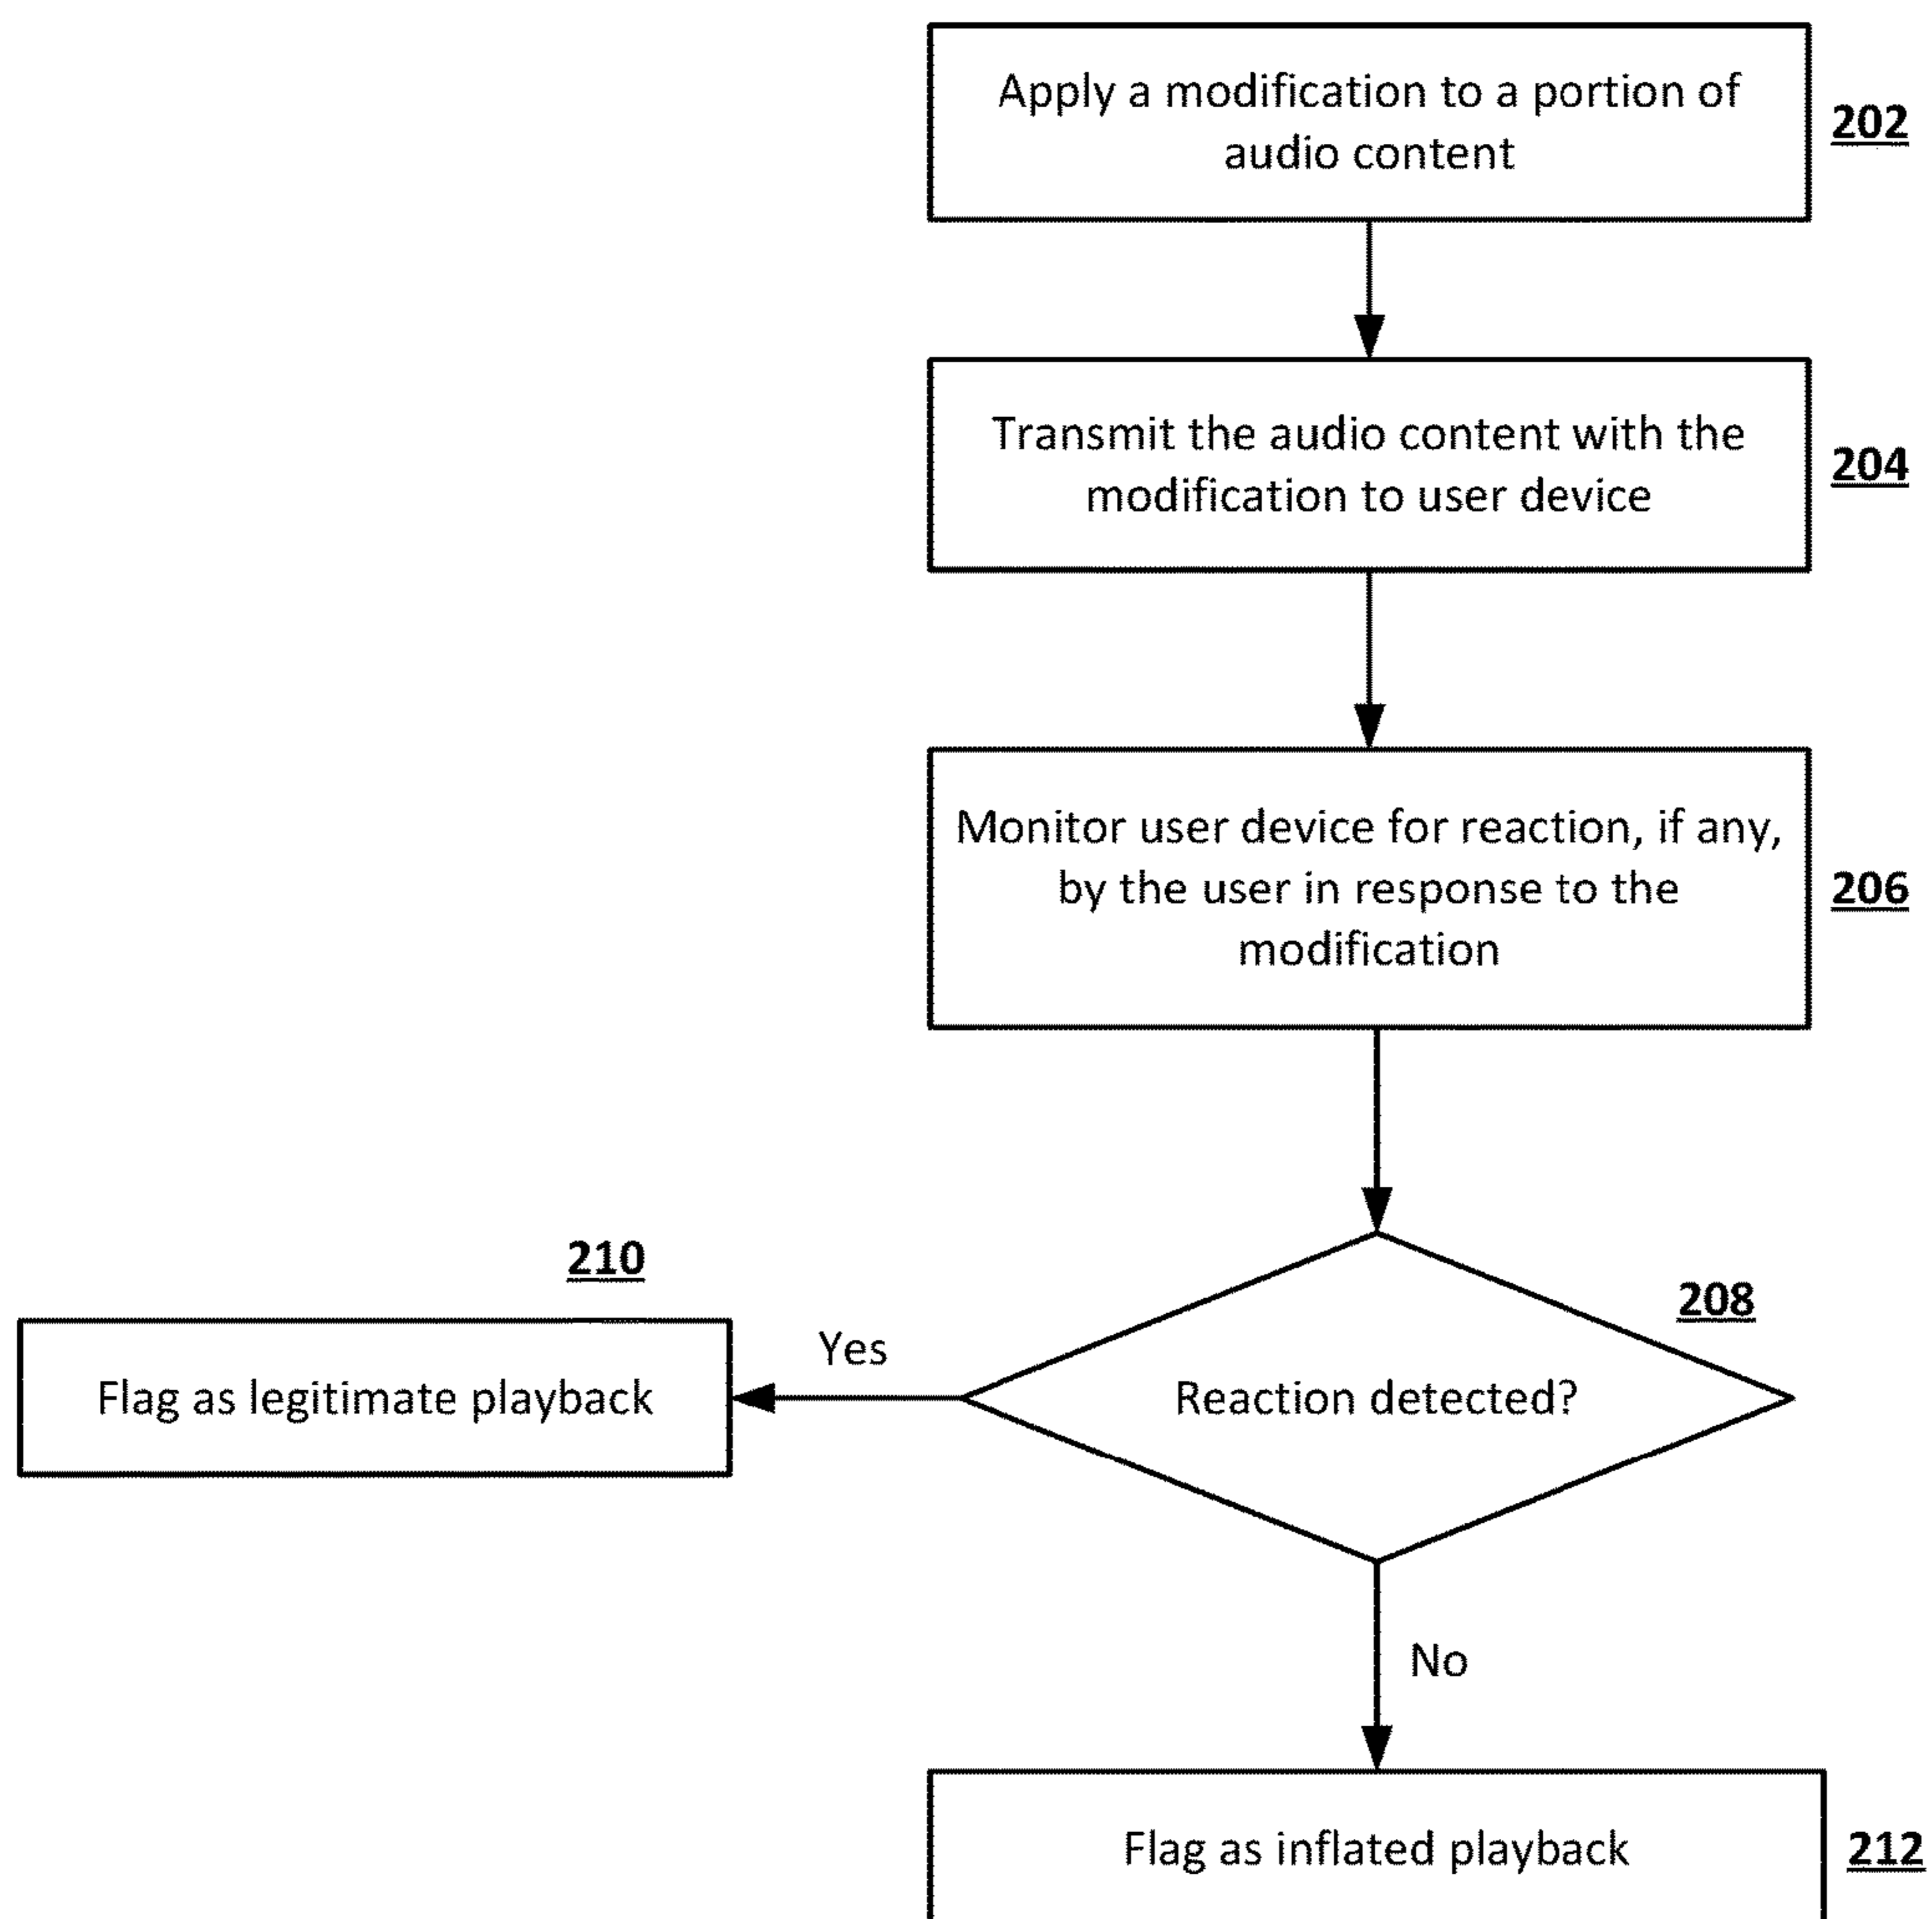 Apply a modification to a portion of
audio content
202
Transmit the audio content with the
modification to user device
204
Monitor user device for reaction, if any,
by the user in response to the
modification
206
210
208
Yes
Flag as legitimate playback
Reaction detected?
No
Flag as inflated playback
212